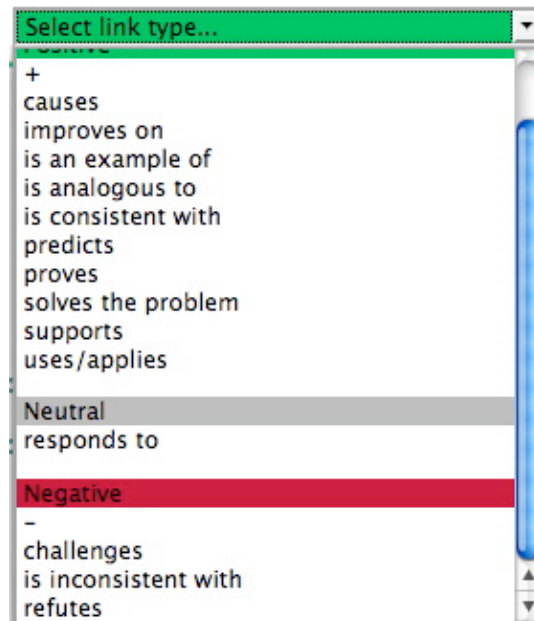 Select link type...
Positive
+
causes
improves on
is an example of
is analogous to
is consistent with
predicts
proves
solves the problem
supports
uses/applies
Neutral
responds to
Negative
-
challenges
is inconsistent with
refutes